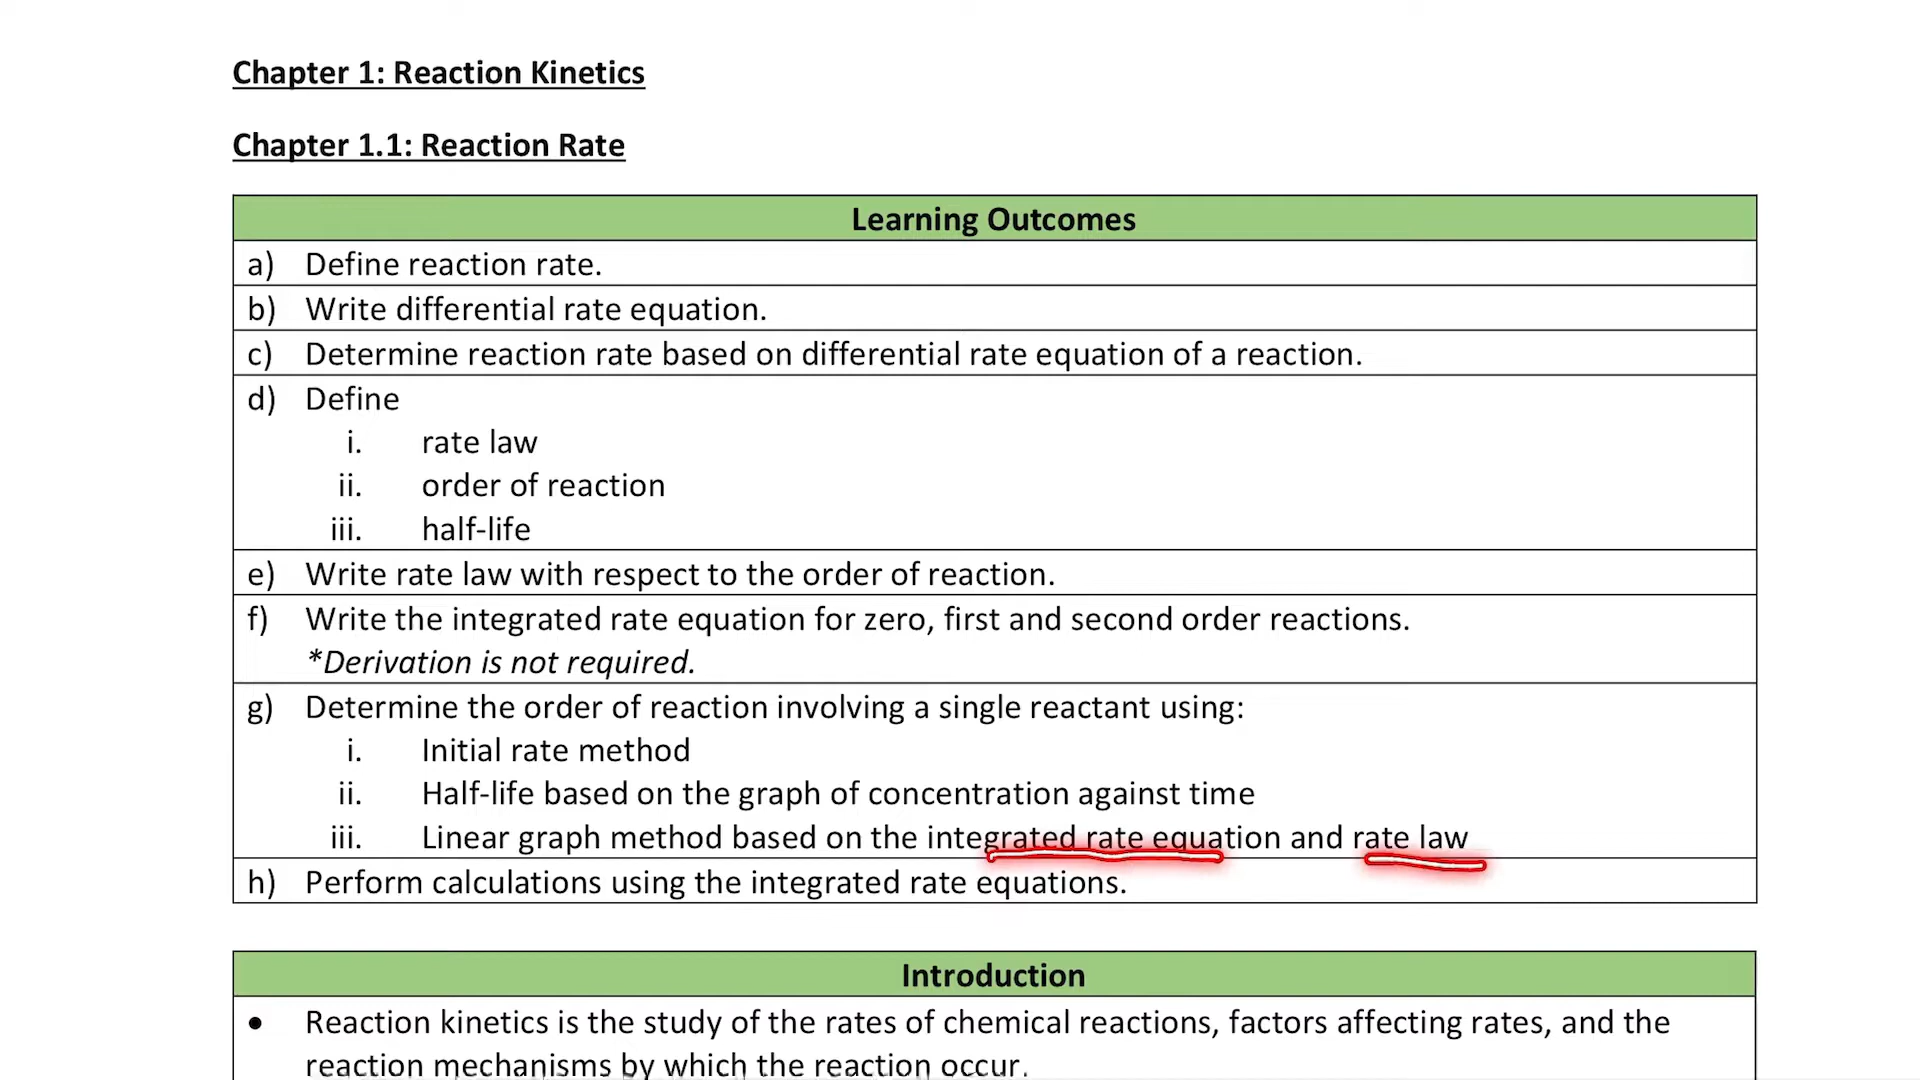 Chapter 1: Reaction Kinetics
Chapter 1.1: Reaction Rate
Learning Outcomes
a) Define reaction rate.
b) Write differential rate equation.
c) Determine reaction rate based on differential rate equation of a reaction.
d) Define
i. rate law
ii. order of reaction
iii. half-life
e) Write rate law with respect to the order of reaction.
f) Write the integrated rate equation for zero, first and second order reactions.
*Derivation is not required.
g) Determine the order of reaction involving a single reactant using:
i. Initial rate method
ii. Half-life based on the graph of concentration against time
iii. Linear graph method based on the integrated rate equation and rate law
h) Perform calculations using the integrated rate equations.
Introduction
• Reaction kinetics is the study of the rates of chemical reactions, factors affecting rates, and the
reaction mechanisms by which the reaction occur.